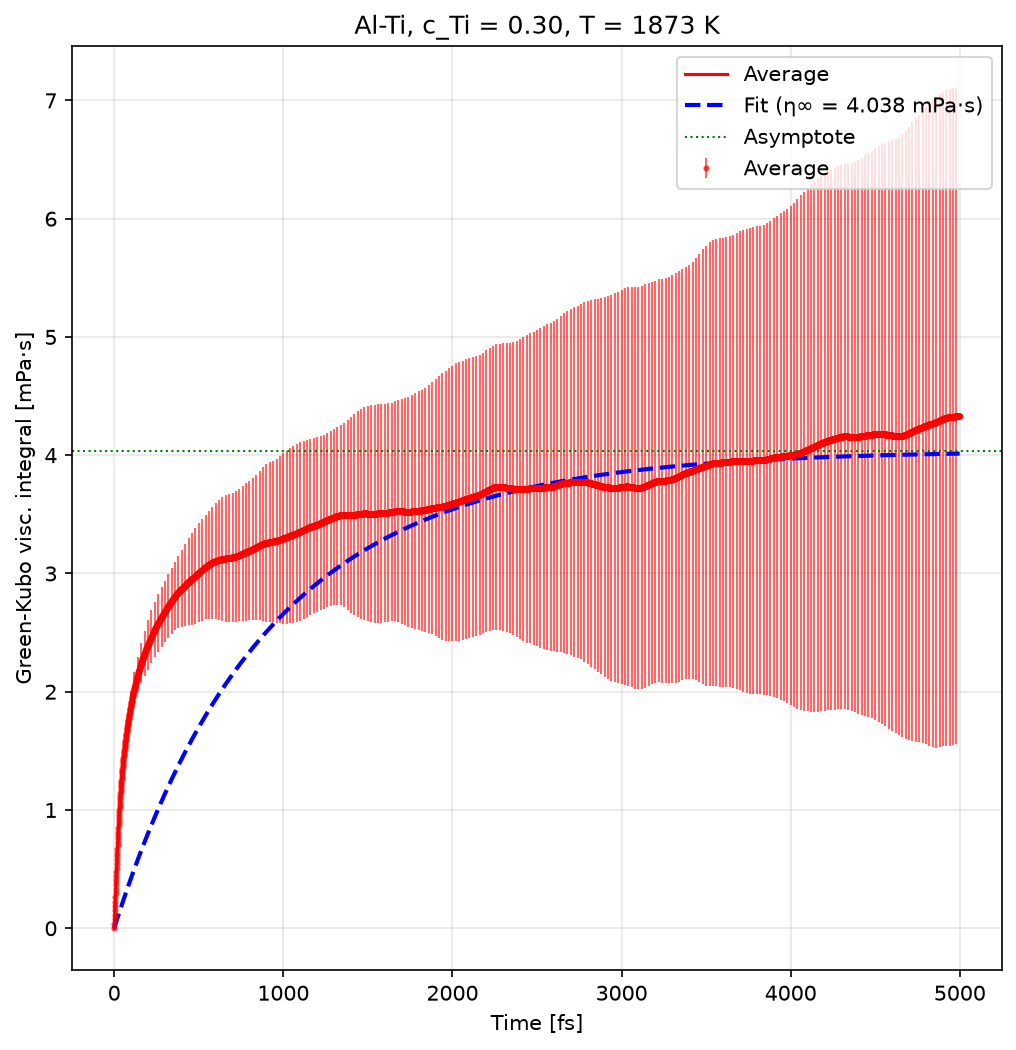 Al-Ti, c_Ti = 0.30, T = 1873 K
Average
Fit (η∞ = 4.038 mPa·s)
Asymptote
Average
7
6
5
4
3
2
1
0
Green-Kubo visc. integral [mPa·s]
0 1000 2000 3000 4000 5000
Time [fs]